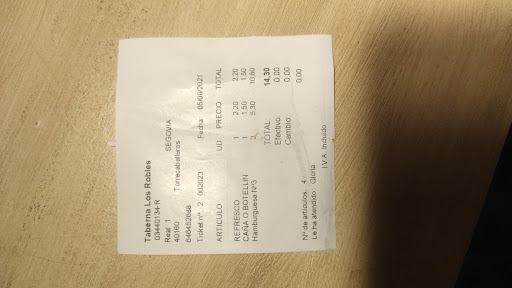 Taberna Los Robles
03440134-R
Real 1 SEGOVIA
40160 Torrecaballeros
646452668
Ticket nº. 2 002023 Fecha 05/09/2021
ARTICULO UD. PRECIO TOTAL
REFRESCO 1 2.20 2.20
CAÑA O BOTELLIN 1 1.50 1.50
Hamburguesa Nº3 2 5.30 10.60
TOTAL 14.30
Efectivo 0.00
Cambio 0.00
0.00
Nº de articulos 4
Le ha atendido Gloria
I.V.A. Incluido